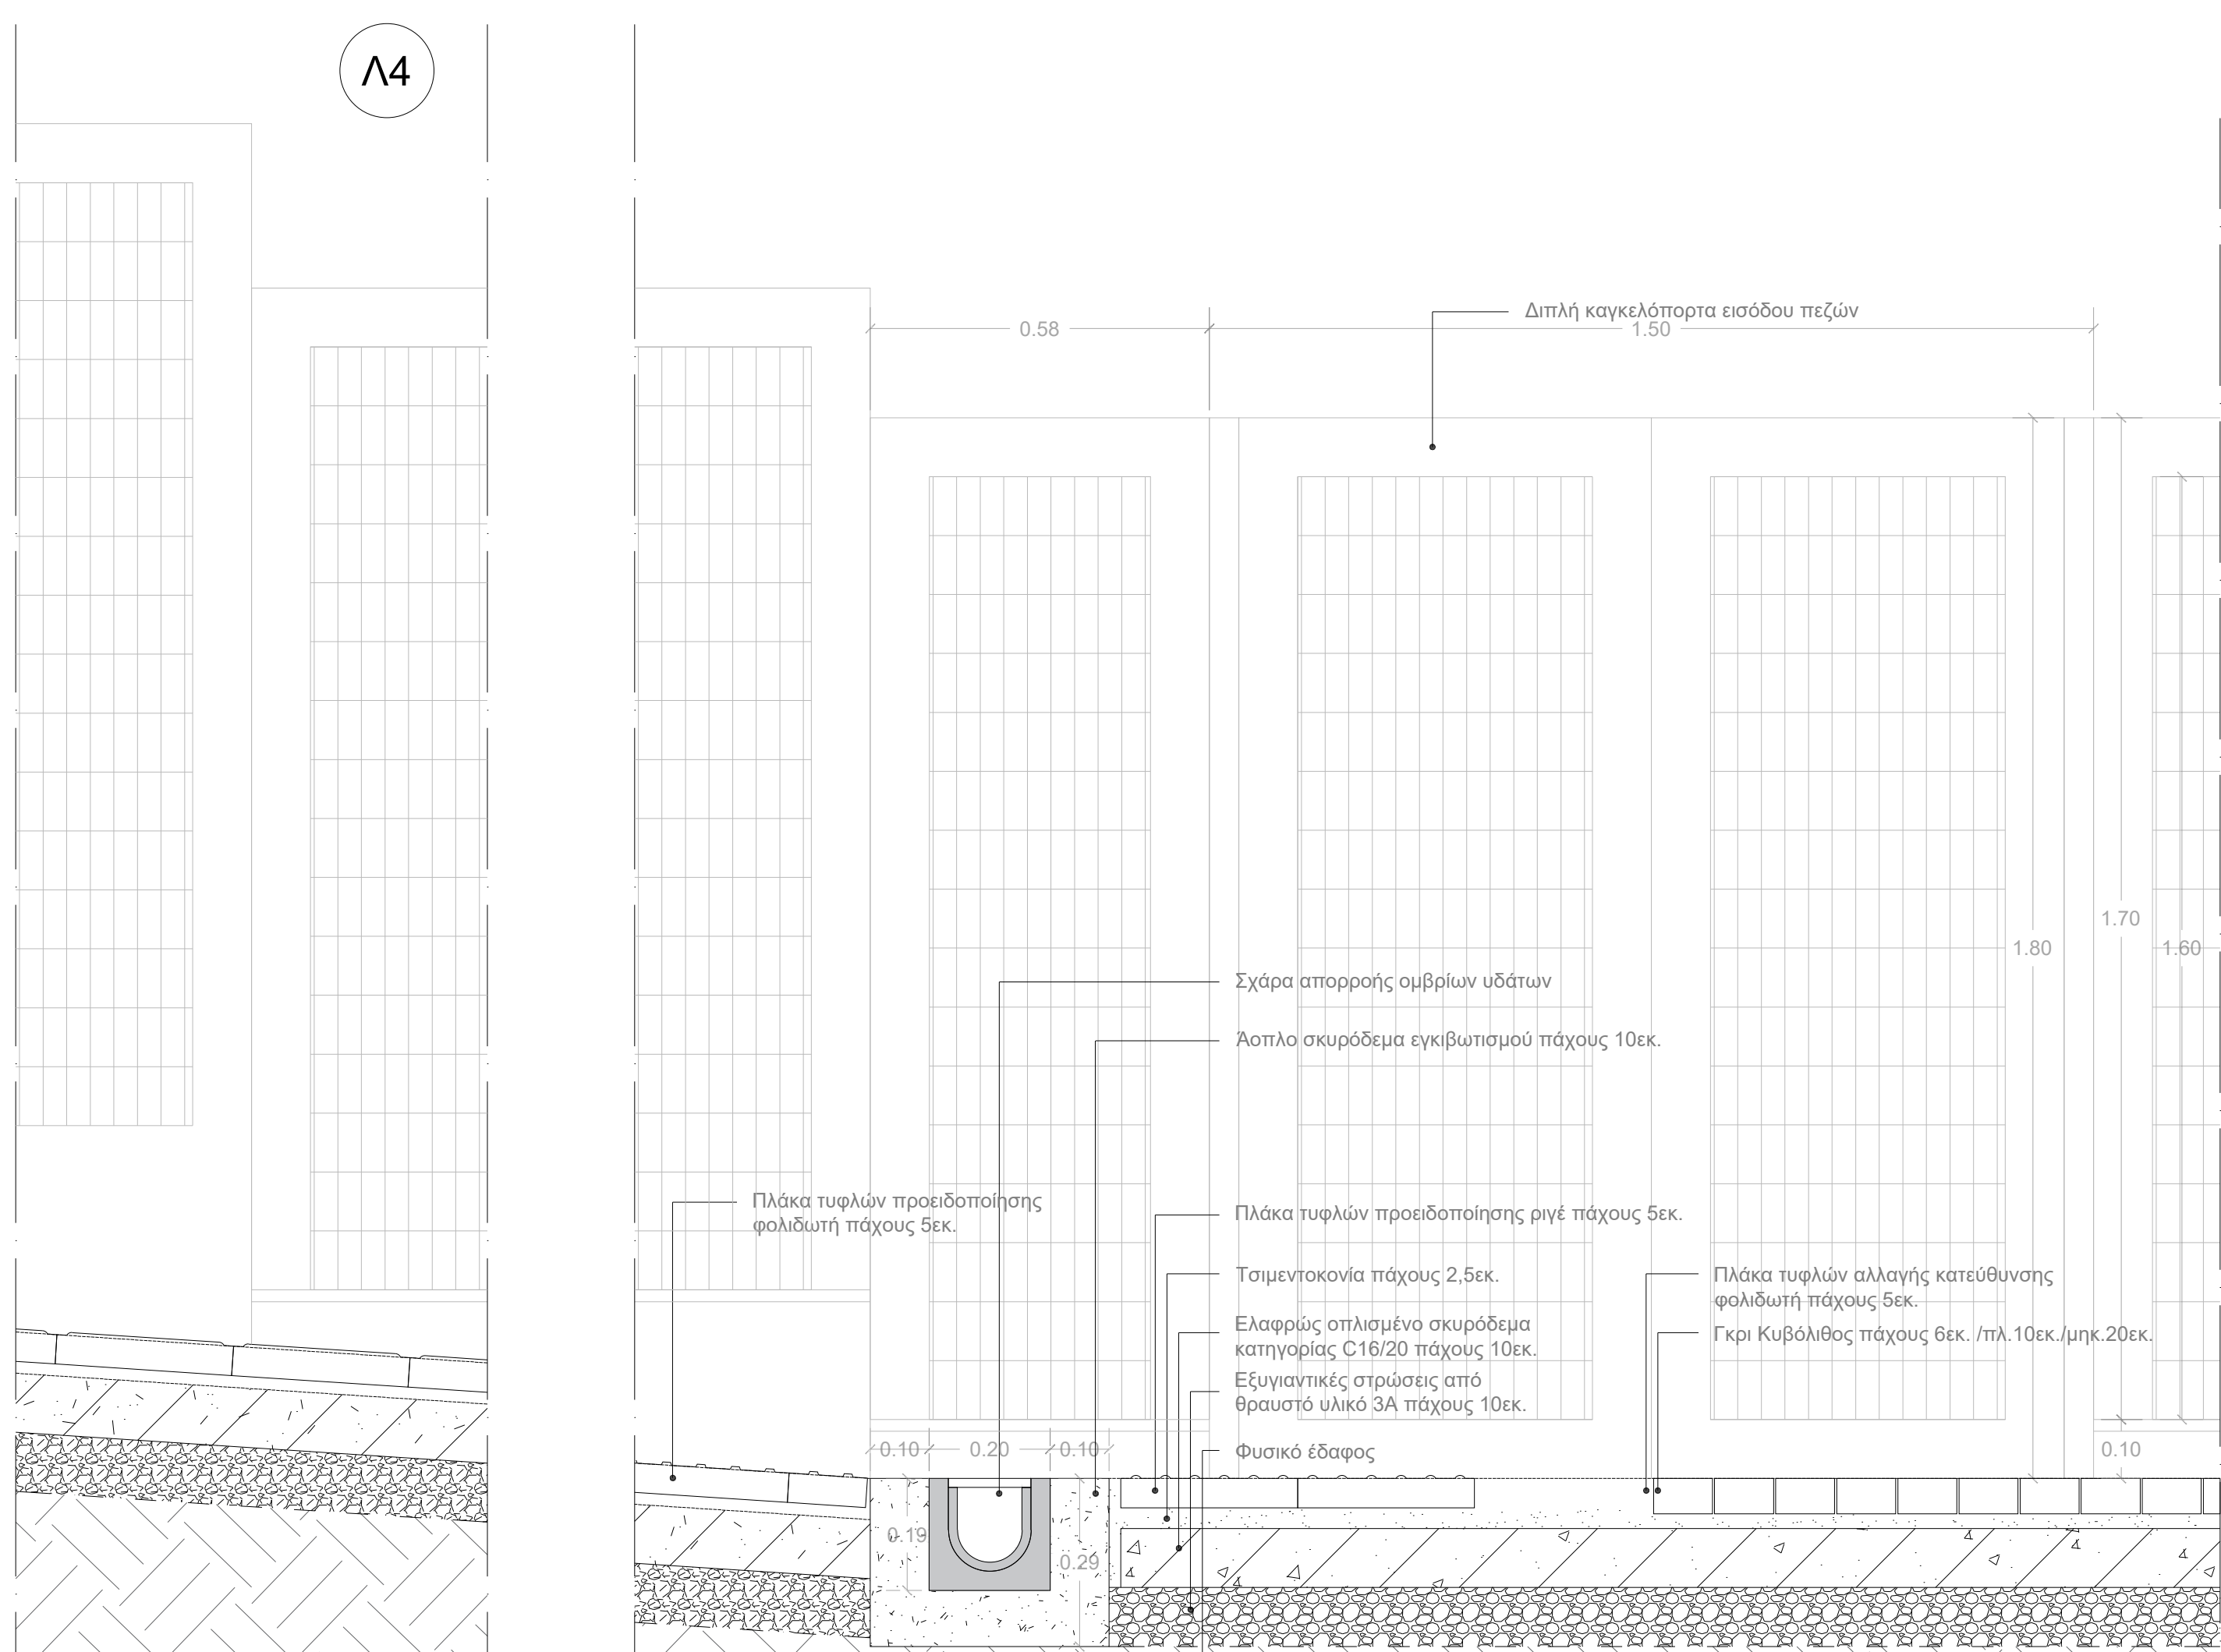 Λ4
Διπλή καγκελόπορτα εισόδου πεζών
0.58
1.50
1.70
1.80
1.60
Σχάρα απορροής ομβρίων υδάτων
Άοπλο σκυρόδεμα εγκιβωτισμού πάχους 10εκ.
Πλάκα τυφλών προειδοποίησης
φολιδωτή πάχους 5εκ.
Πλάκα τυφλών προειδοποίησης ριγέ πάχους 5εκ.
Τσιμεντοκονία πάχους 2,5εκ.
Πλάκα τυφλών αλλαγής κατεύθυνσης
φολιδωτή πάχους 5εκ.
Ελαφρώς οπλισμένο σκυρόδεμα
κατηγορίας C16/20 πάχους 10εκ.
Γκρι Κυβόλιθος πάχους 6εκ. /πλ.10εκ./μηκ.20εκ.
Εξυγιαντικές στρώσεις από
θραυστό υλικό 3Α πάχους 10εκ.
Φυσικό έδαφος
0.10
0.20
0.10
0.10
0.19
0.29